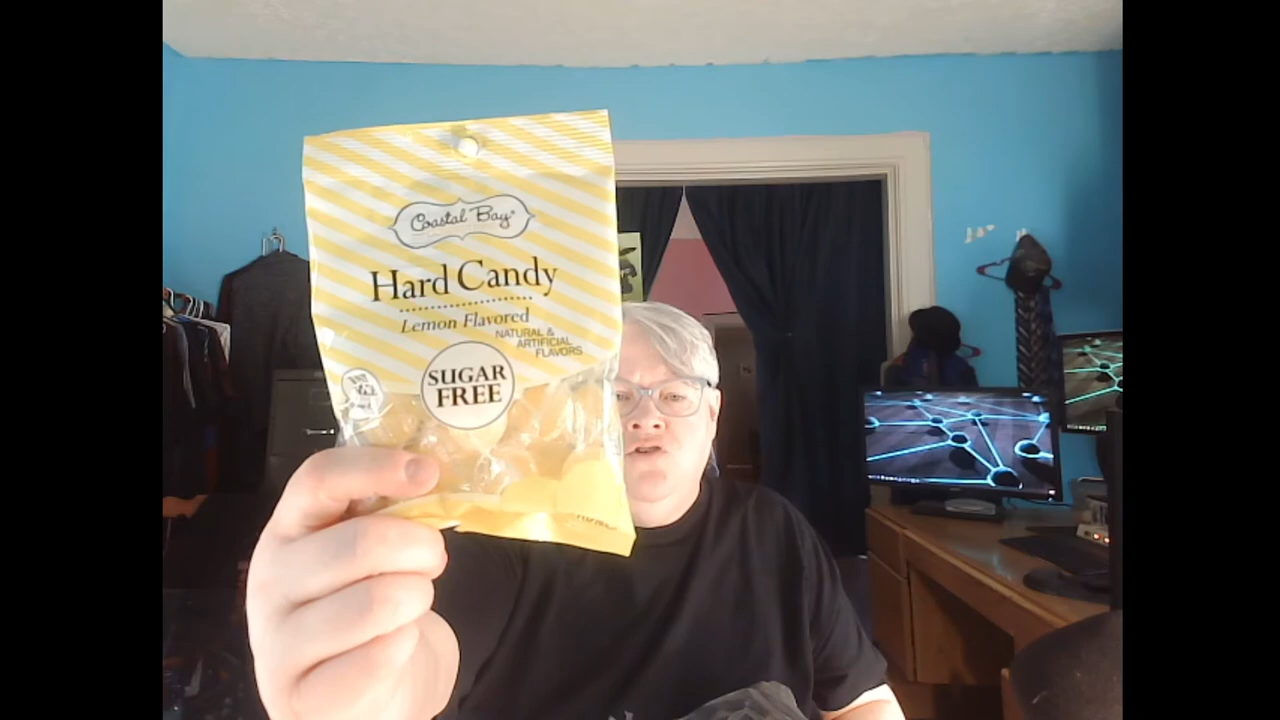 Coastal Bay®
Hard Candy
Lemon Flavored
NATURAL &
ARTIFICIAL
FLAVORS
SUGAR
FREE